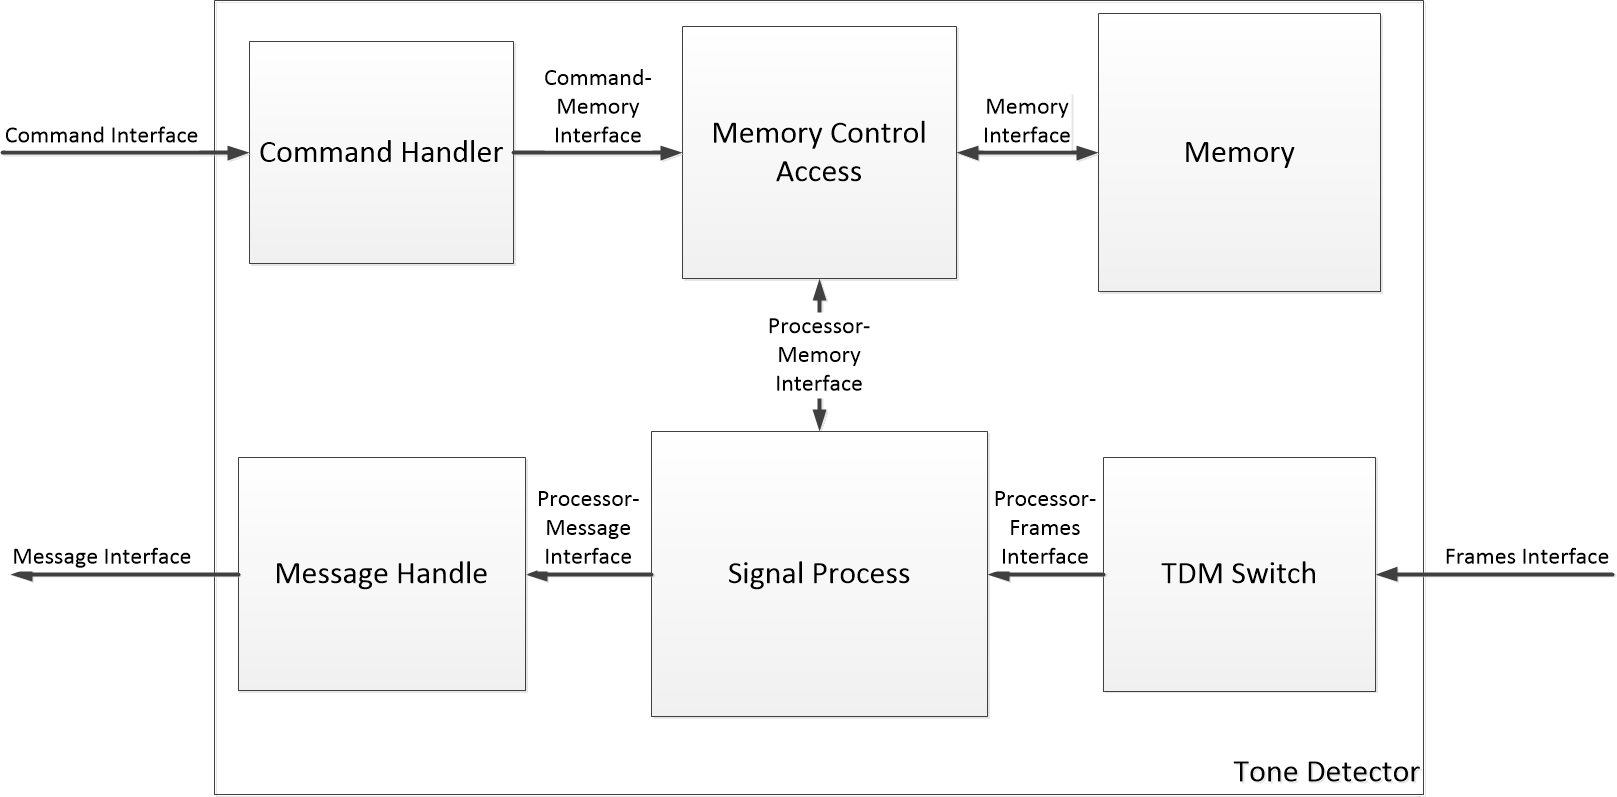 Command Interface
Command Handler
Command-
Memory
Interface
Memory Control
Access
Memory
Interface
Memory
Processor-
Memory
Interface
Message Interface
Message Handle
Processor-
Message
Interface
Signal Process
Processor-
Frames
Interface
TDM Switch
Frames Interface
Tone Detector